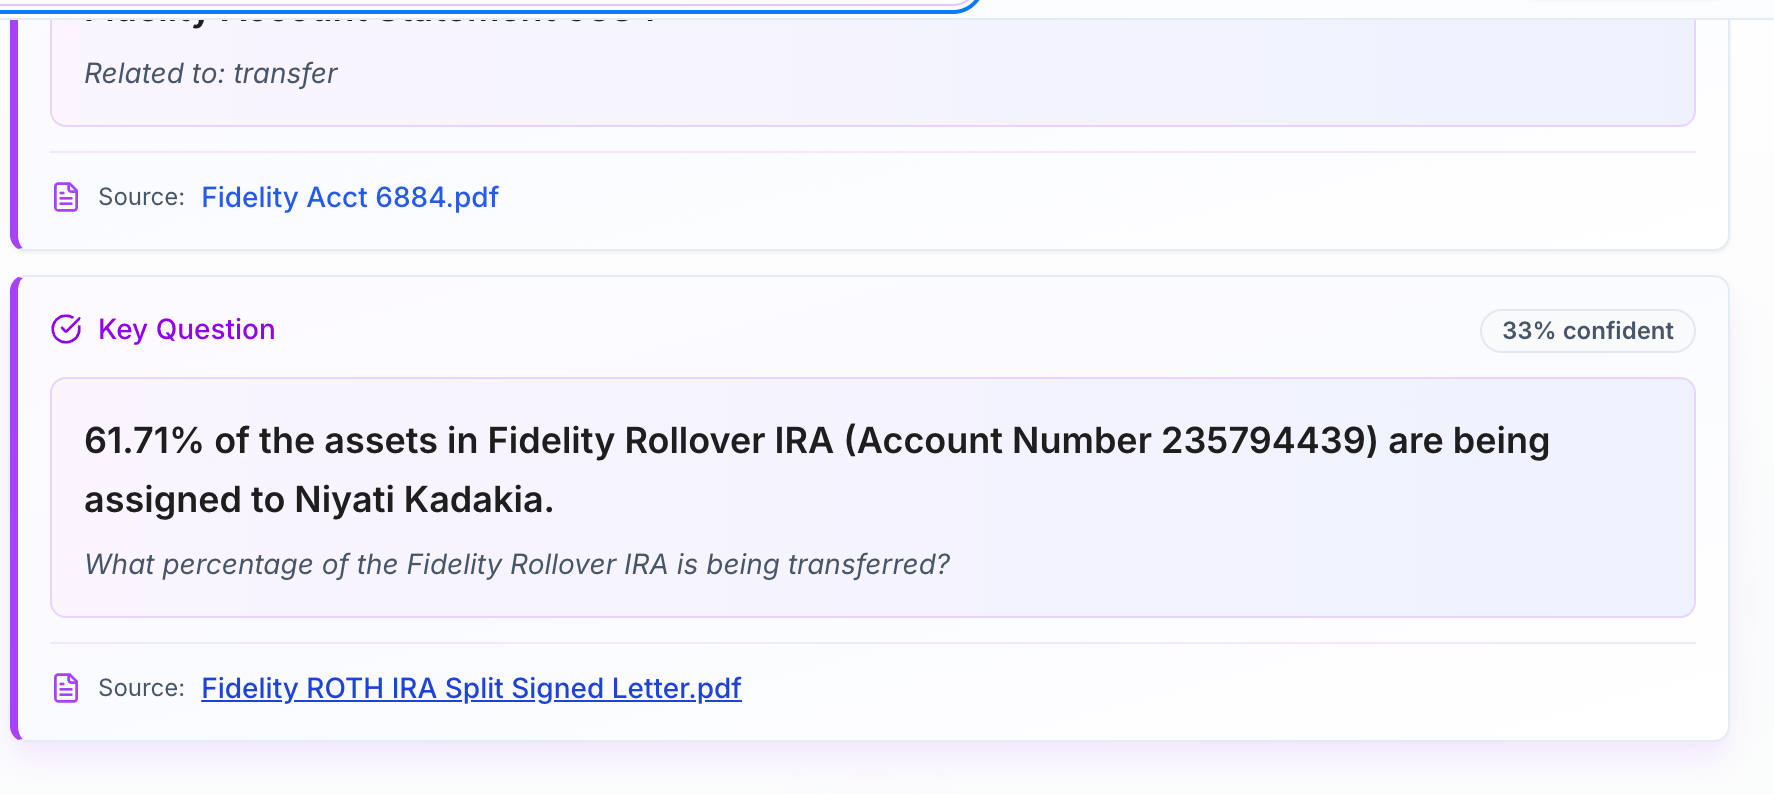 Related to: transfer
Source: Fidelity Acct 6884.pdf
Key Question
33% confident
61.71% of the assets in Fidelity Rollover IRA (Account Number 235794439) are being
assigned to Niyati Kadakia.
What percentage of the Fidelity Rollover IRA is being transferred?
Source: Fidelity ROTH IRA Split Signed Letter.pdf